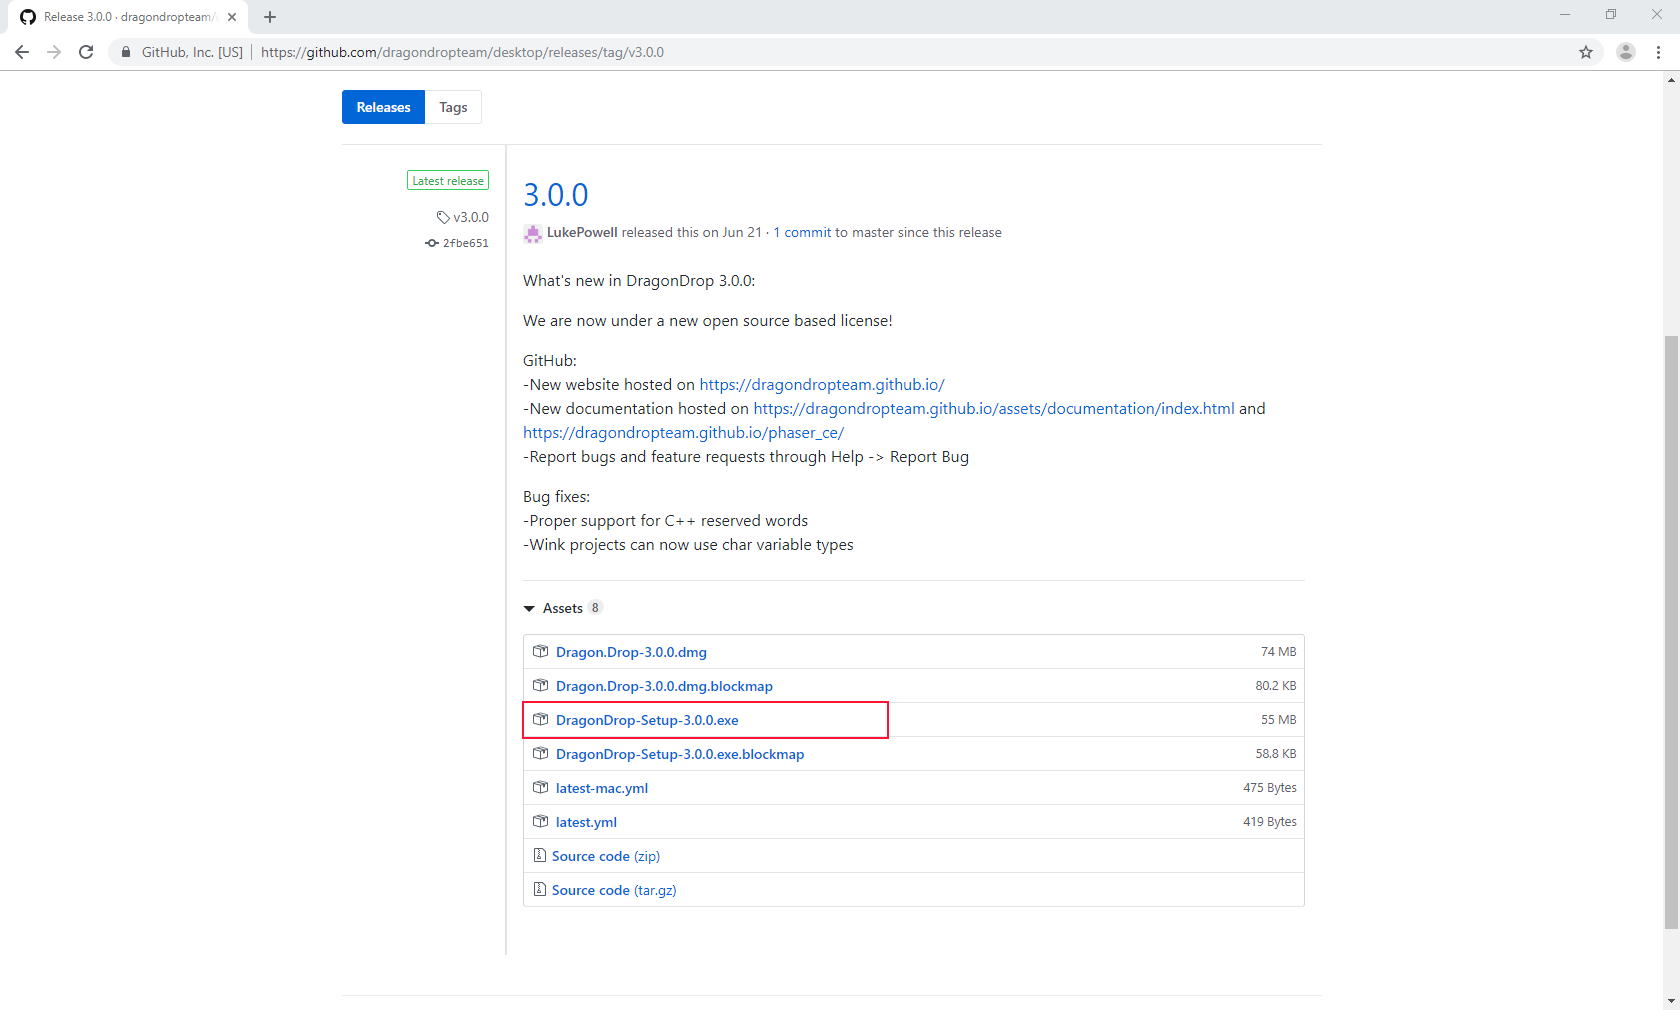 Release 3.0.0 · dragondropteam/
GitHub, Inc. [US] https://github.com/dragondropteam/desktop/releases/tag/v3.0.0
Releases Tags
Latest release
v3.0.0
2fbe651
3.0.0
LukePowell released this on Jun 21 · 1 commit to master since this release
What's new in DragonDrop 3.0.0:
We are now under a new open source based license!
GitHub:
-New website hosted on https://dragondropteam.github.io/
-New documentation hosted on https://dragondropteam.github.io/assets/documentation/index.html and
https://dragondropteam.github.io/phaser_ce/
-Report bugs and feature requests through Help -> Report Bug
Bug fixes:
-Proper support for C++ reserved words
-Wink projects can now use char variable types
Assets 8
Dragon.Drop-3.0.0.dmg 74 MB
Dragon.Drop-3.0.0.dmg.blockmap 80.2 KB
DragonDrop-Setup-3.0.0.exe 55 MB
DragonDrop-Setup-3.0.0.exe.blockmap 58.8 KB
latest-mac.yml 475 Bytes
latest.yml 419 Bytes
Source code (zip)
Source code (tar.gz)